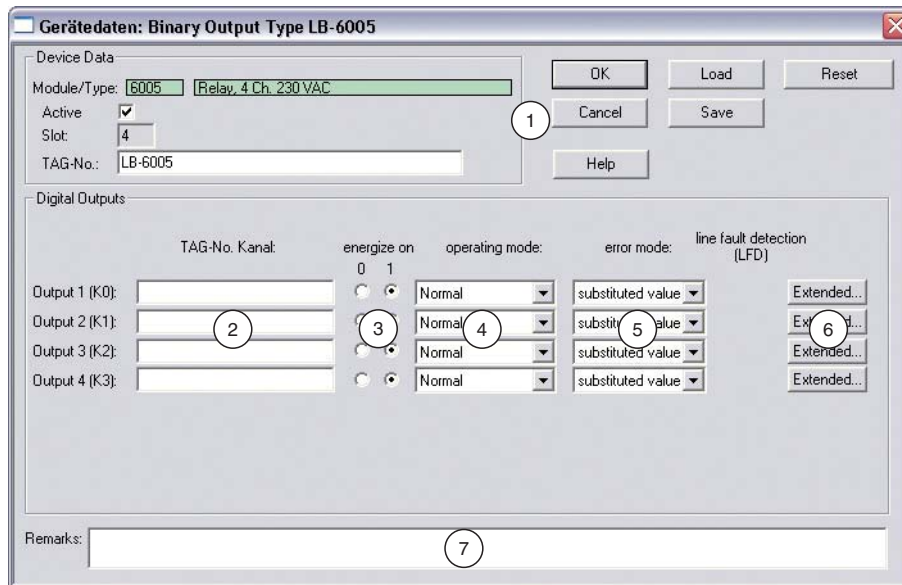 Gerätedaten: Binary Output Type LB-6005
Device Data
Module/Type: 6005 Relay, 4 Ch. 230 VAC
Active
Slot: 4
TAG-No.: LB-6005
OK Load Reset
1
Cancel Save
Help
Digital Outputs
TAG-No. Kanal: energize on operating mode: error mode: line fault detection (LFD)
0 1
Output 1 (K0): Normal substituted value Extended...
Output 2 (K1): Normal substituted value
Output 3 (K2): Normal substituted value Extended...
Output 4 (K3): Normal substituted value Extended...
2 3 4 5 6
Remarks:
7